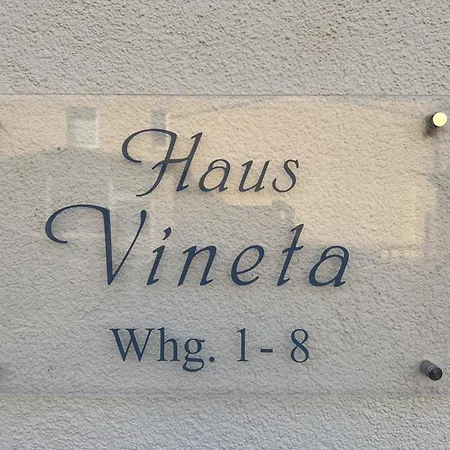 Haus
Vineta
Whg. 1- 8